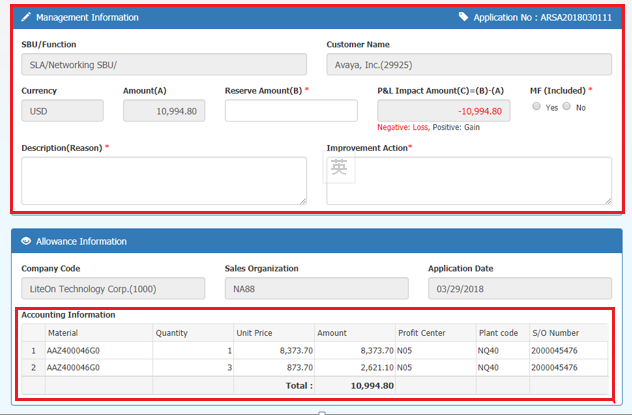 Management Information Application No : ARSA2018030111
SBU/Function Customer Name
SLA/Networking SBU/ Avaya, Inc.(29925)
Currency Amount(A) Reserve Amount(B) * P&L Impact Amount(C)=(B)-(A) MF (Included) *
USD 10,994.80 -10,994.80 Yes No
Negative: Loss, Positive: Gain
Description(Reason) * Improvement Action*
英
Allowance Information
Company Code Sales Organization Application Date
LiteOn Technology Corp.(1000) NA88 03/29/2018
Accounting Information
Material Quantity Unit Price Amount Profit Center Plant code S/O Number
1 AAZ400046G0 1 8,373.70 8,373.70 N05 NQ40 2000045476
2 AAZ400046G0 3 873.70 2,621.10 N05 NQ40 2000045476
Total : 10,994.80